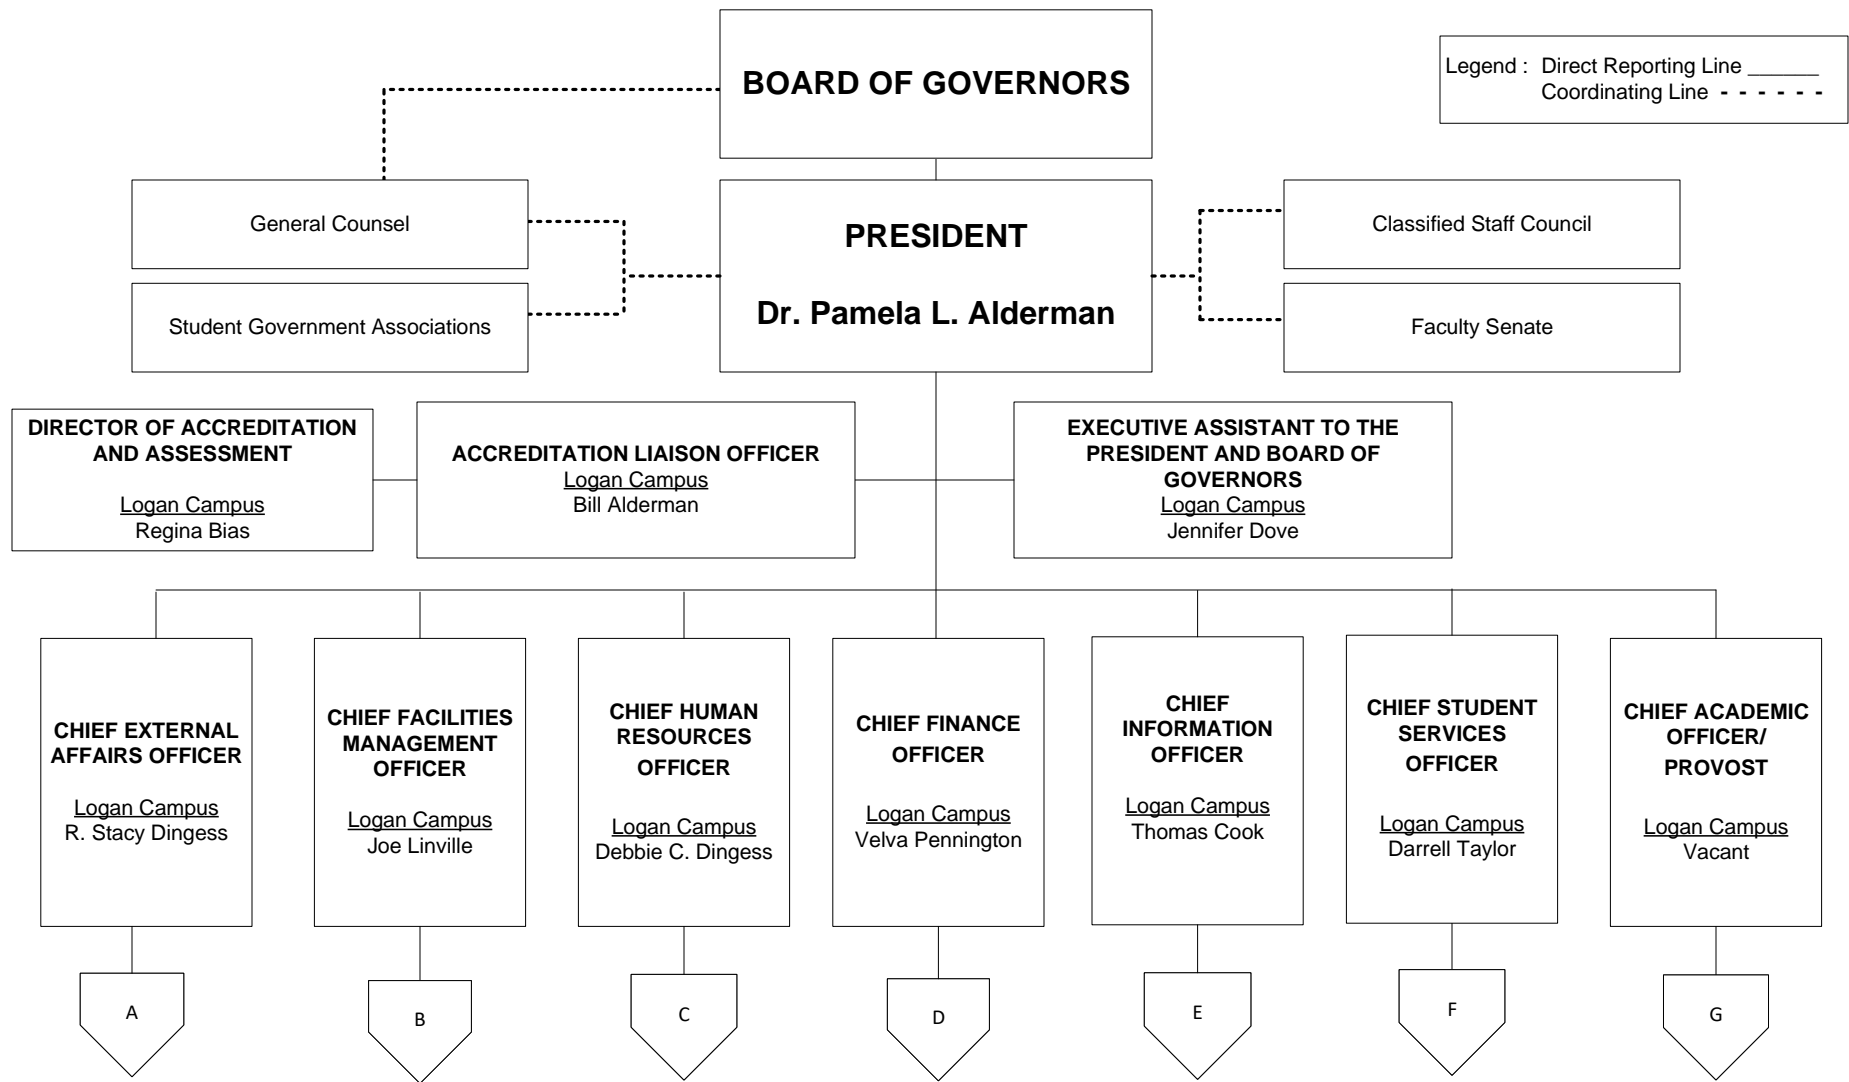 BOARD OF GOVERNORS
Legend : Direct Reporting Line ______
Coordinating Line - - - - - -
General Counsel
PRESIDENT
Dr. Pamela L. Alderman
Classified Staff Council
Student Government Associations
Faculty Senate
DIRECTOR OF ACCREDITATION
AND ASSESSMENT
Logan Campus
Regina Bias
ACCREDITATION LIAISON OFFICER
Logan Campus
Bill Alderman
EXECUTIVE ASSISTANT TO THE
PRESIDENT AND BOARD OF
GOVERNORS
Logan Campus
Jennifer Dove
CHIEF EXTERNAL
AFFAIRS OFFICER
Logan Campus
R. Stacy Dingess
CHIEF FACILITIES
MANAGEMENT
OFFICER
Logan Campus
Joe Linville
CHIEF HUMAN
RESOURCES
OFFICER
Logan Campus
Debbie C. Dingess
CHIEF FINANCE
OFFICER
Logan Campus
Velva Pennington
CHIEF
INFORMATION
OFFICER
Logan Campus
Thomas Cook
CHIEF STUDENT
SERVICES
OFFICER
Logan Campus
Darrell Taylor
CHIEF ACADEMIC
OFFICER/
PROVOST
Logan Campus
Vacant
A
B
C
D
E
F
G